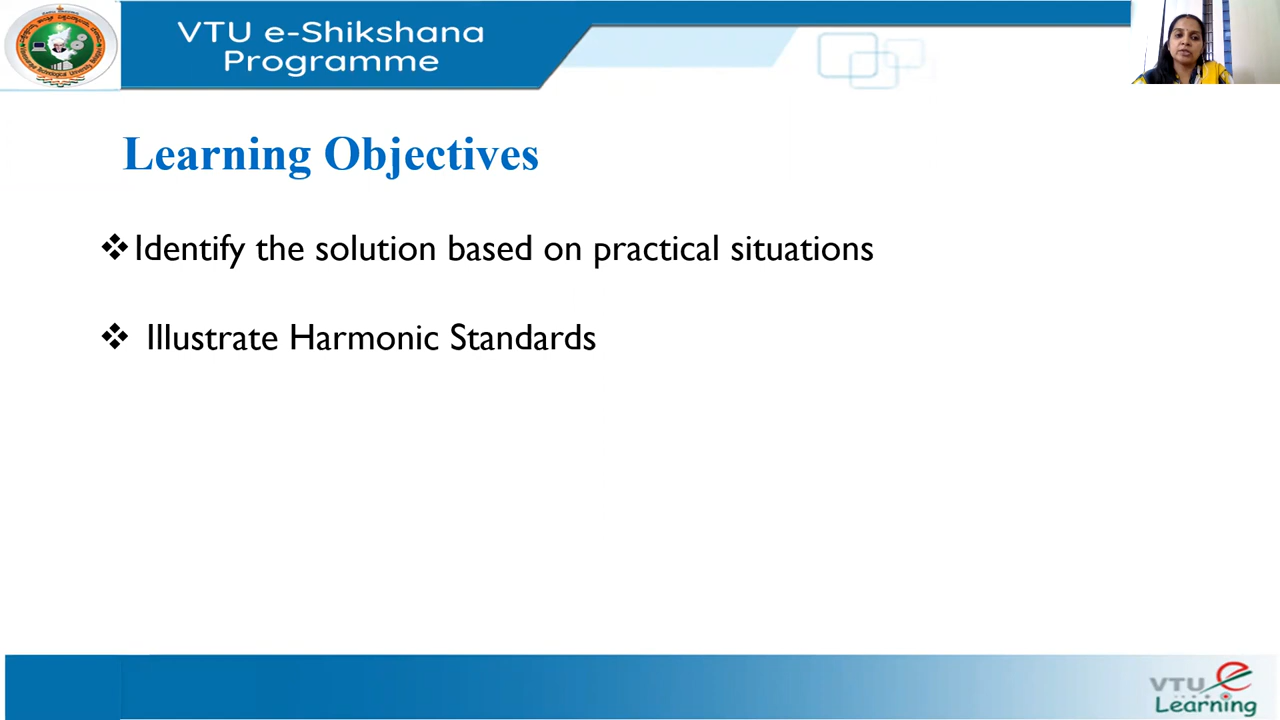 VTU e-Shikshana
Programme
Learning Objectives
❖Identify the solution based on practical situations
❖ Illustrate Harmonic Standards
VTU e
Learning